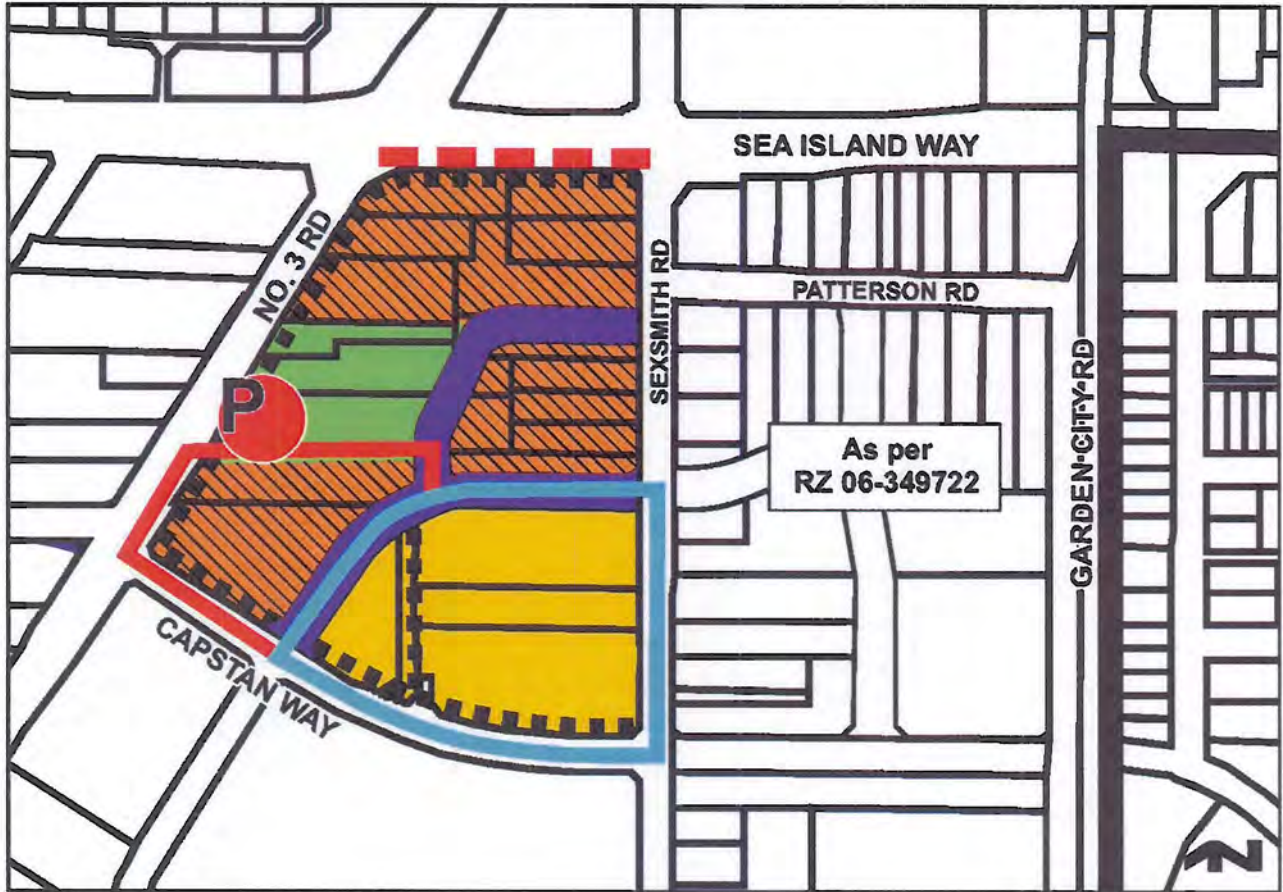 SEA ISLAND WAY
NO. 3 RD
SEXSMITH RD
PATTERSON RD
P
GARDEN CITY RD
As per
RZ 06-349722
CAPSTAN WAY
N